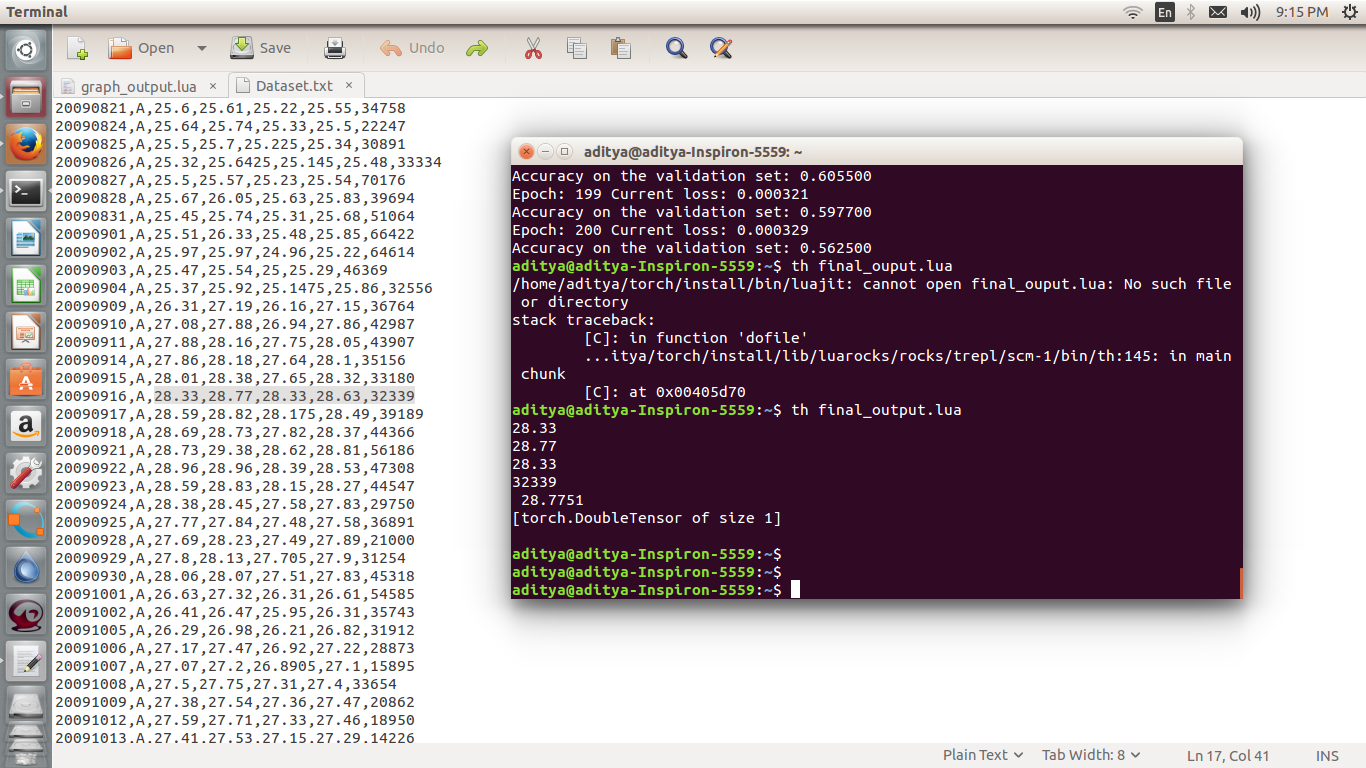 Terminal
En
9:15 PM
Open
Save
Undo
graph_output.lua ×
Dataset.txt ×
20090821,A,25.6,25.61,25.22,25.55,34758
20090824,A,25.64,25.74,25.33,25.5,22247
20090825,A,25.5,25.7,25.225,25.34,30891
20090826,A,25.32,25.6425,25.145,25.48,33334
20090827,A,25.5,25.57,25.23,25.54,70176
20090828,A,25.67,26.05,25.63,25.83,39694
20090831,A,25.45,25.74,25.31,25.68,51064
20090901,A,25.51,26.33,25.48,25.85,66422
20090902,A,25.97,25.97,24.96,25.22,64614
20090903,A,25.47,25.54,25,25.29,46369
20090904,A,25.37,25.92,25.1475,25.86,32556
20090909,A,26.31,27.19,26.16,27.15,36764
20090910,A,27.08,27.88,26.94,27.86,42987
20090911,A,27.88,28.16,27.75,28.05,43907
20090914,A,27.86,28.18,27.64,28.1,35156
20090915,A,28.01,28.38,27.65,28.32,33180
20090916,A,28.33,28.77,28.33,28.63,32339
20090917,A,28.59,28.82,28.175,28.49,39189
20090918,A,28.69,28.73,27.82,28.37,44366
20090921,A,28.73,29.38,28.62,28.81,56186
20090922,A,28.96,28.96,28.39,28.53,47308
20090923,A,28.59,28.83,28.15,28.27,44547
20090924,A,28.38,28.45,27.58,27.83,29750
20090925,A,27.77,27.84,27.48,27.58,36891
20090928,A,27.69,28.23,27.49,27.89,21000
20090929,A,27.8,28.13,27.705,27.9,31254
20090930,A,28.06,28.07,27.51,27.83,45318
20091001,A,26.63,27.32,26.31,26.61,54585
20091002,A,26.41,26.47,25.95,26.31,35743
20091005,A,26.29,26.98,26.21,26.82,31912
20091006,A,27.17,27.47,26.92,27.22,28873
20091007,A,27.07,27.2,26.8905,27.1,15895
20091008,A,27.5,27.75,27.31,27.4,33654
20091009,A,27.38,27.54,27.36,27.47,20862
20091012,A,27.59,27.71,27.33,27.46,18950
20091013,A,27.41,27.53,27.15,27.29,14226
aditya@aditya-Inspiron-5559: ~
Accuracy on the validation set: 0.605500
Epoch: 199 Current loss: 0.000321
Accuracy on the validation set: 0.597700
Epoch: 200 Current loss: 0.000329
Accuracy on the validation set: 0.562500
aditya@aditya-Inspiron-5559:~$ th final_ouput.lua
/home/aditya/torch/install/bin/luajit: cannot open final_ouput.lua: No such file
or directory
stack traceback:
[C]: in function 'dofile'
...itya/torch/install/lib/luarocks/rocks/trepl/scm-1/bin/th:145: in main
chunk
[C]: at 0x00405d70
aditya@aditya-Inspiron-5559:~$ th final_output.lua
28.33
28.77
28.33
32339
28.7751
[torch.DoubleTensor of size 1]
aditya@aditya-Inspiron-5559:~$
aditya@aditya-Inspiron-5559:~$
aditya@aditya-Inspiron-5559:~$
Plain Text
Tab Width: 8
Ln 17, Col 41
INS